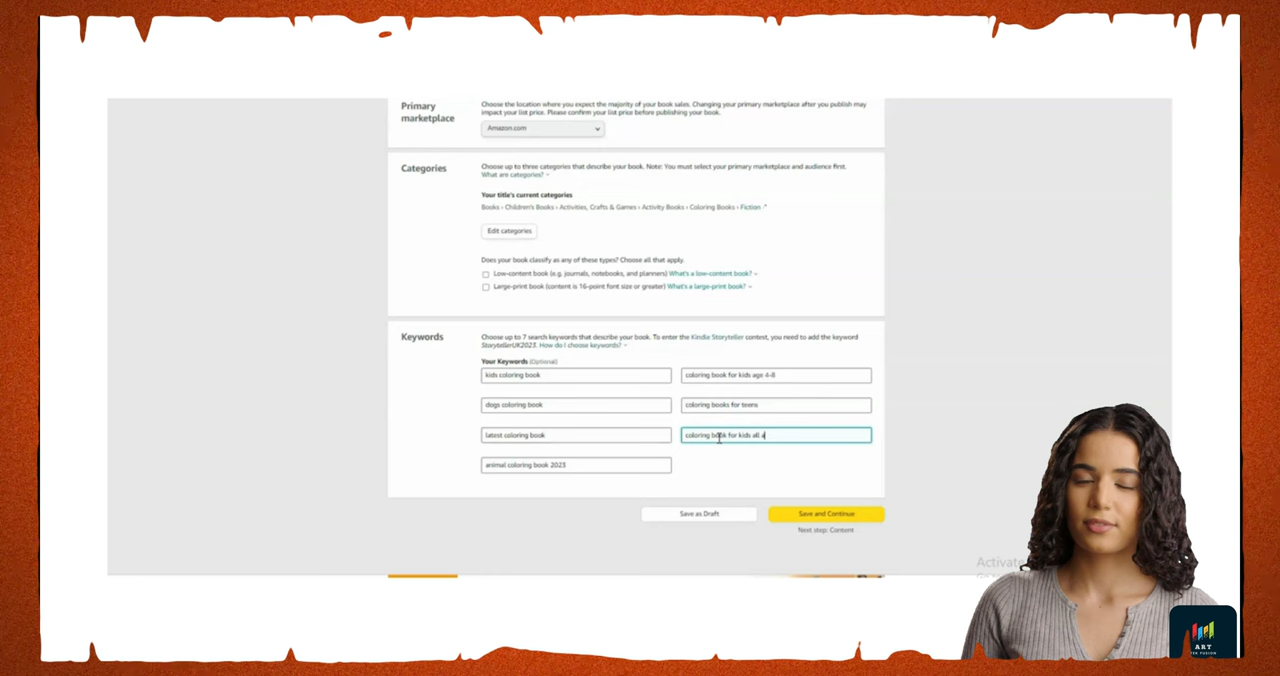 Primary marketplace
Choose the location where you expect the majority of your book sales. Changing your primary marketplace after you publish may
impact your list price. Please confirm your list price before publishing your book.
Amazon.com
Categories
Choose up to three categories that describe your book. Note: You must select your primary marketplace and audience first.
What are categories?
Your title's current categories
Books › Children's Books › Activities, Crafts & Games › Activity Books › Coloring Books › Fiction
Edit categories
Does your book classify as any of these types? Choose all that apply.
Low-content book (e.g. journals, notebooks, and planners) What's a low-content book?
Large-print book (content is 16-point font size or greater) What's a large-print book?
Keywords
Choose up to 7 search keywords that describe your book. To enter the Kindle Storyteller contest, you need to add the keyword
StorytellerUK2023. How do I choose keywords?
Your Keywords (Optional)
kids coloring book
coloring book for kids age 4-8
dogs coloring book
coloring books for teens
latest coloring book
coloring book for kids all a
animal coloring book 2023
Save as Draft
Save and Continue
Next step: Content
Activate
ART